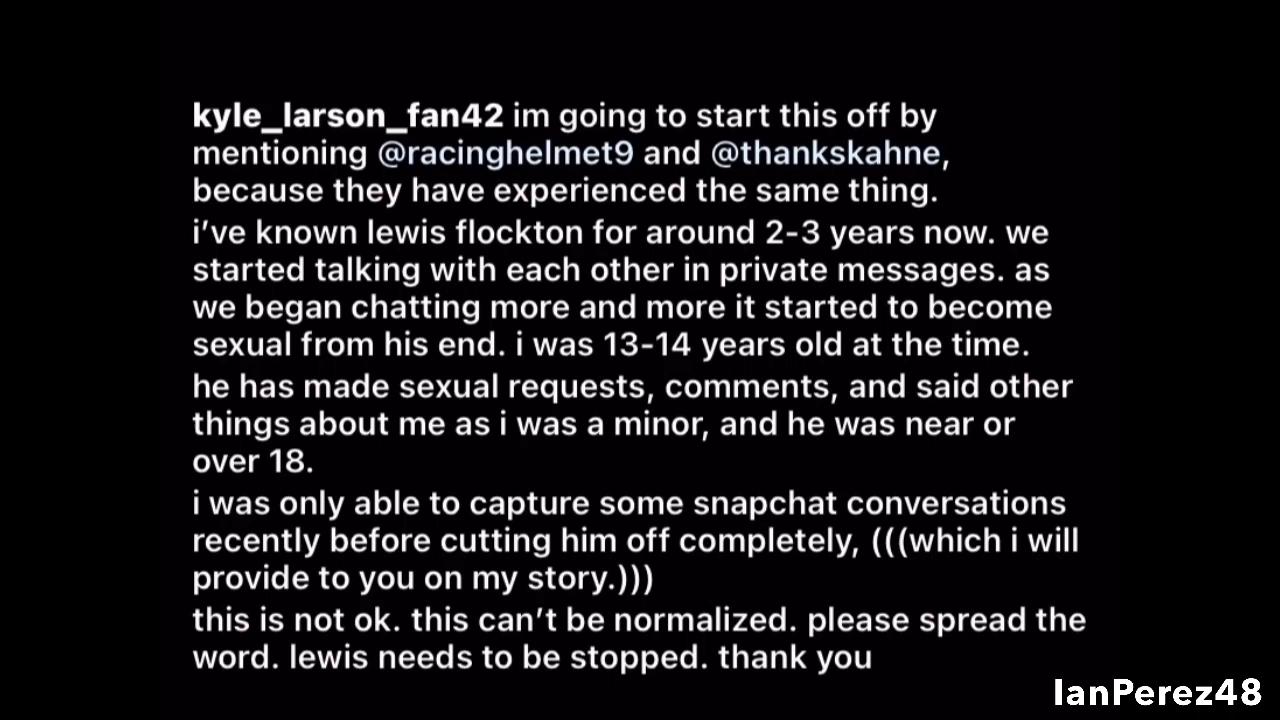 kyle_larson_fan42 im going to start this off by
mentioning @racinghelmet9 and @thankskahne,
because they have experienced the same thing.
i’ve known lewis flockton for around 2-3 years now. we
started talking with each other in private messages. as
we began chatting more and more it started to become
sexual from his end. i was 13-14 years old at the time.
he has made sexual requests, comments, and said other
things about me as i was a minor, and he was near or
over 18.
i was only able to capture some snapchat conversations
recently before cutting him off completely, (((which i will
provide to you on my story.)))
this is not ok. this can’t be normalized. please spread the
word. lewis needs to be stopped. thank you
IanPerez48